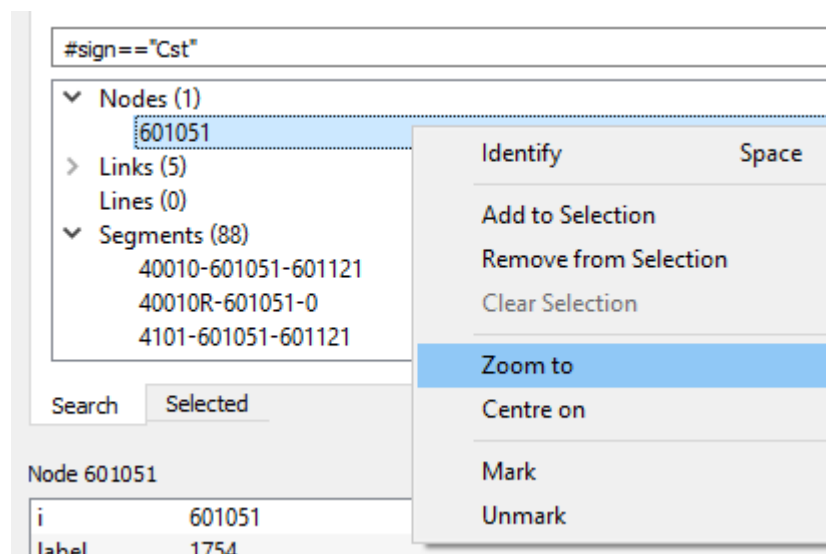 #sign=="Cst"
Nodes (1)
601051
Links (5)
Lines (0)
Segments (88)
40010-601051-601121
40010R-601051-0
4101-601051-601121
Identify Space
Add to Selection
Remove from Selection
Clear Selection
Zoom to
Centre on
Mark
Unmark
Search Selected
Node 601051
i 601051
label 1754